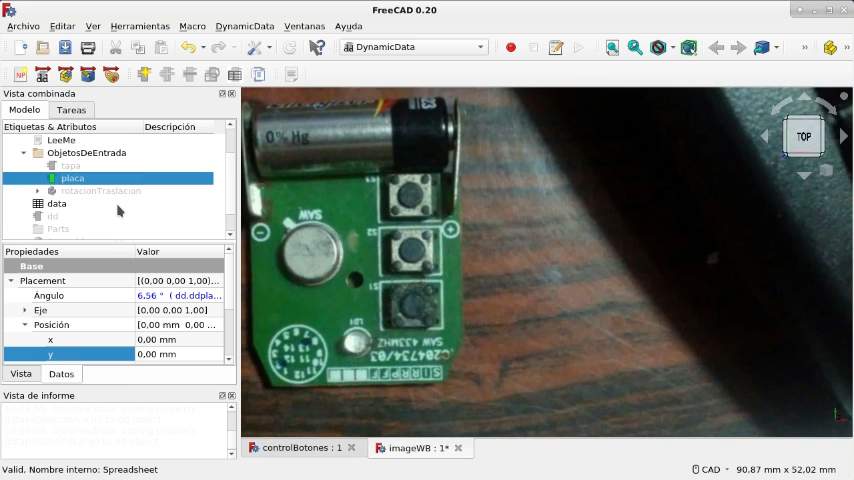 FreeCAD 0.20
Archivo Editar Ver Herramientas Macro DynamicData Ventanas Ayuda
DynamicData
Vista combinada
Modelo Tareas
Etiquetas & Atributos Descripción
LeeMe
ObjetosDeEntrada
tapa
placa
rotacionTraslacion
data
dd
Parts
Propiedades Valor
Base
Placement [(0,00 0,00 1,00)...
Ángulo 6,56 ° ( dd.ddpla...
Eje [0,00 0,00 1,00]
Posición [0,00 mm 0,00 ...
x 0,00 mm
y 0,00 mm
Vista Datos
Vista de informe
0% Hg
SAW
S3
S2
S1
LD1
SAW 433MHZ
C204734/03
TOP
controlBotones : 1
imageWB : 1*
Valid, Nombre interno: Spreadsheet
CAD
90,87 mm x 52,02 mm